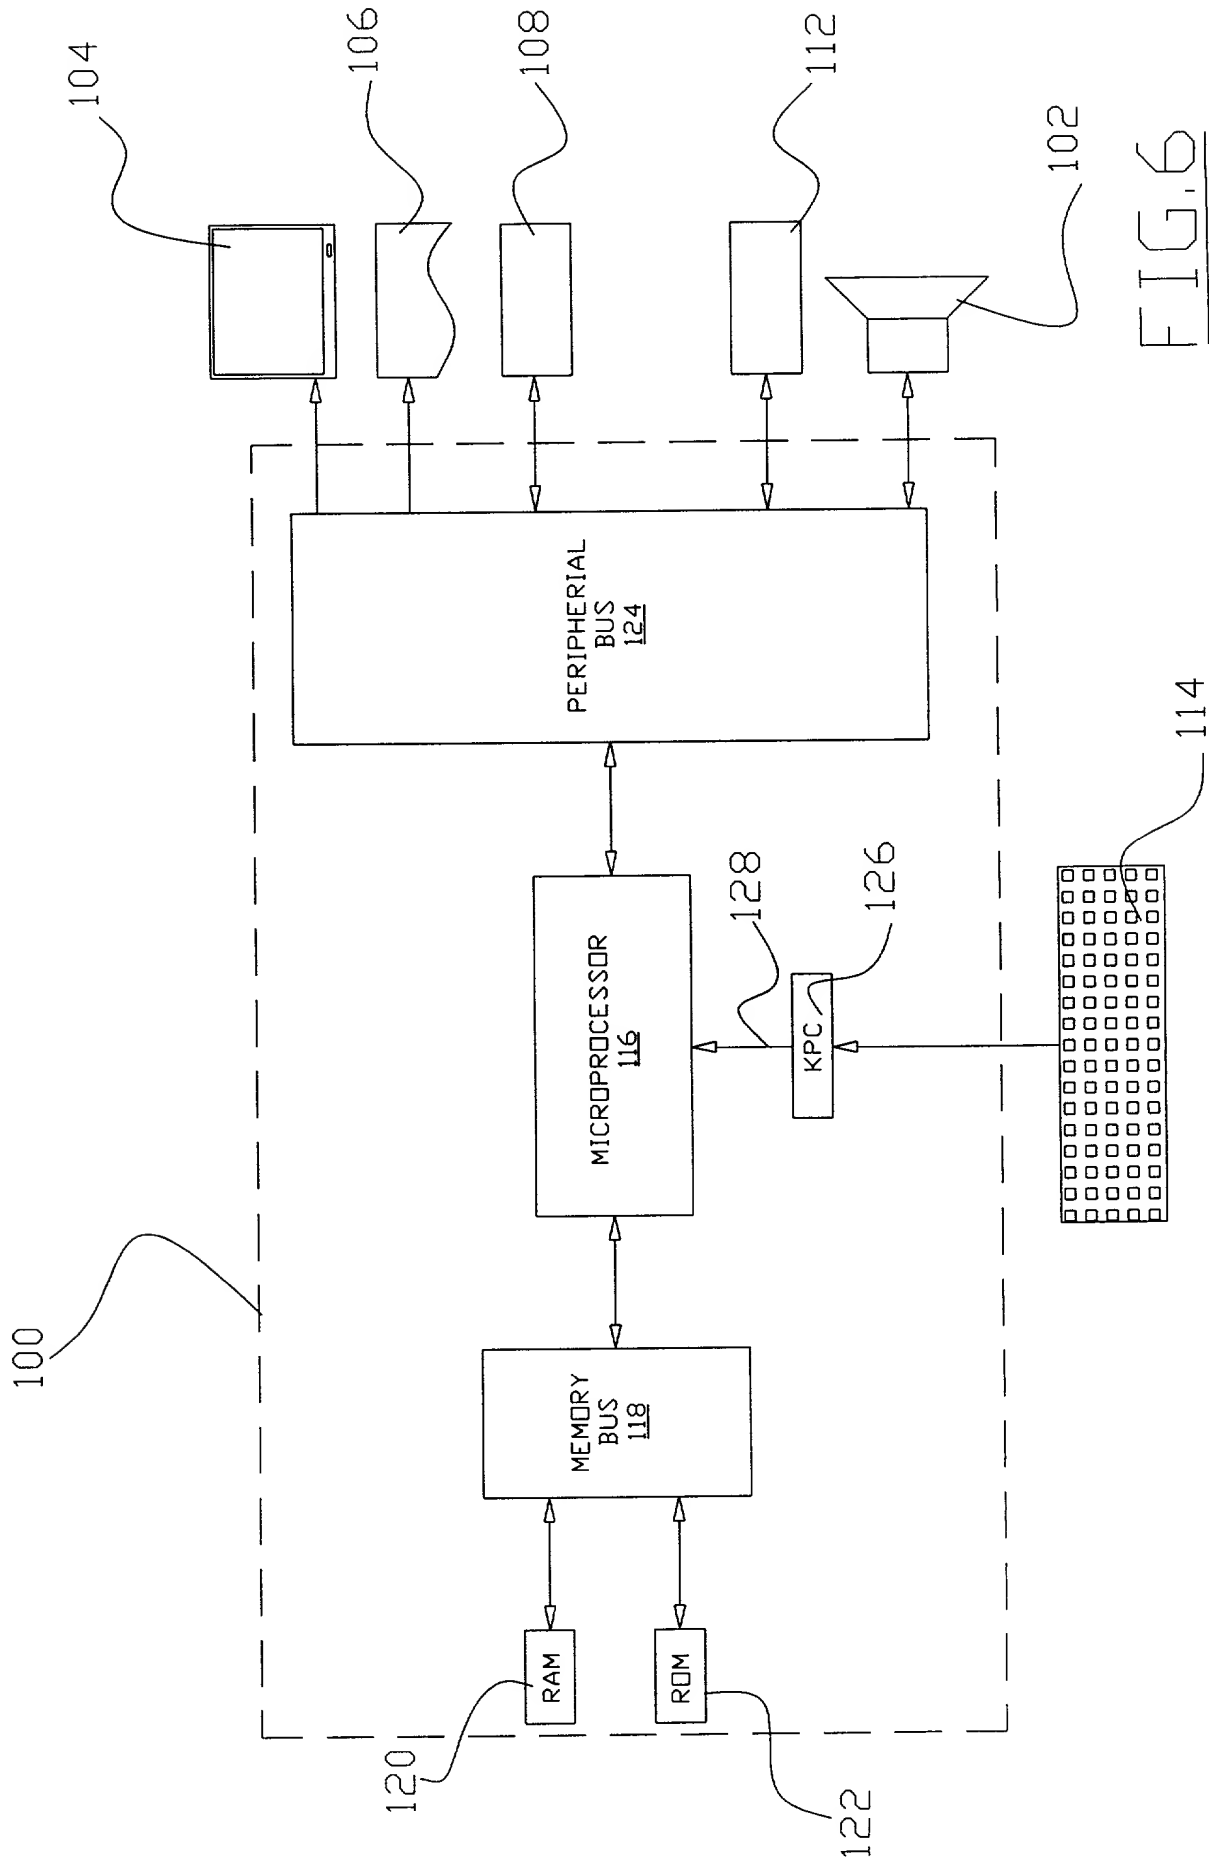 104
106
108
112
102
100
PERIPHERIAL
BUS
124
MICROPROCESSOR
116
128
KPC
126
114
MEMORY
BUS
118
RAM
120
ROM
122
FIG.6